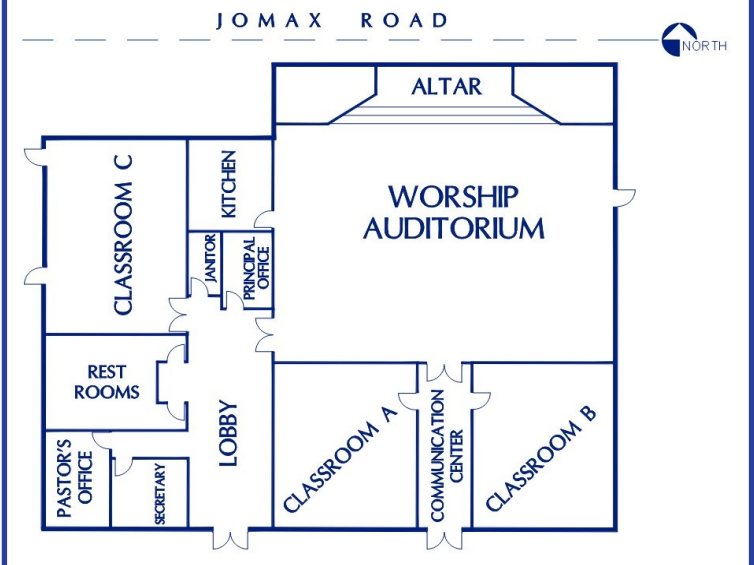 JOMAX ROAD
NORTH
ALTAR
WORSHIP
AUDITORIUM
KITCHEN
CLASSROOM C
JANITOR
PRINCIPAL
OFFICE
REST
ROOMS
LOBBY
PASTOR'S
OFFICE
SECRETARY
CLASSROOM A
COMMUNICATION
CENTER
CLASSROOM B